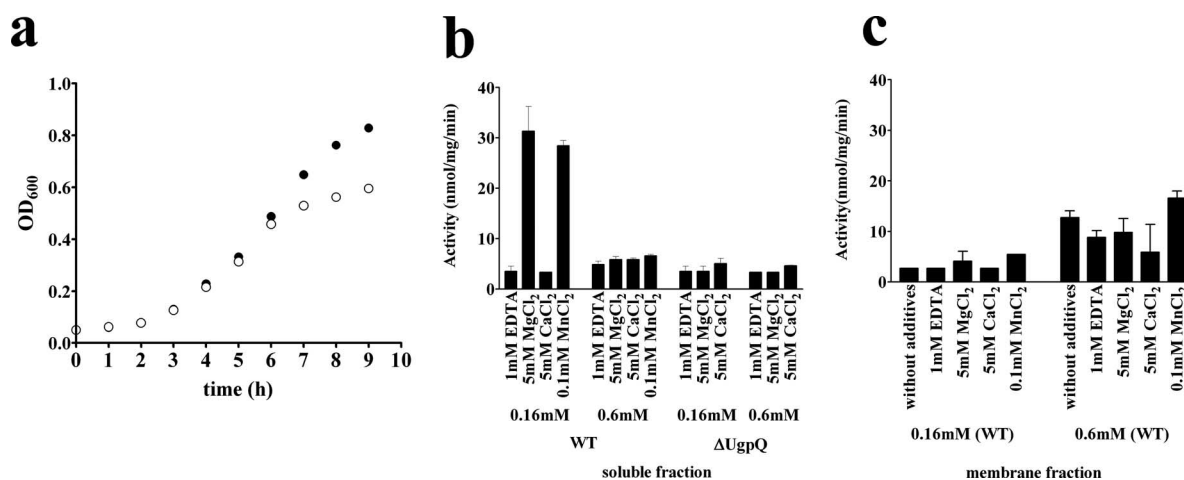 a
OD600
1.0
0.8
0.6
0.4
0.2
0.0
0 1 2 3 4 5 6 7 8 9 10
time (h)
b
Activity (nmol/mg/min)
40
30
20
10
0
1mM EDTA
5mM MgCl2
5mM CaCl2
0.1mM MnCl2
1mM EDTA
5mM MgCl2
5mM CaCl2
0.1mM MnCl2
1mM EDTA
5mM MgCl2
5mM CaCl2
1mM EDTA
5mM MgCl2
5mM CaCl2
0.16mM 0.6mM 0.16mM 0.6mM
WT ΔUgpQ
soluble fraction
c
Activity(nmol/mg/min)
40
30
20
10
0
without additives
1mM EDTA
5mM MgCl2
5mM CaCl2
0.1mM MnCl2
without additives
1mM EDTA
5mM MgCl2
5mM CaCl2
0.1mM MnCl2
0.16mM (WT) 0.6mM (WT)
membrane fraction